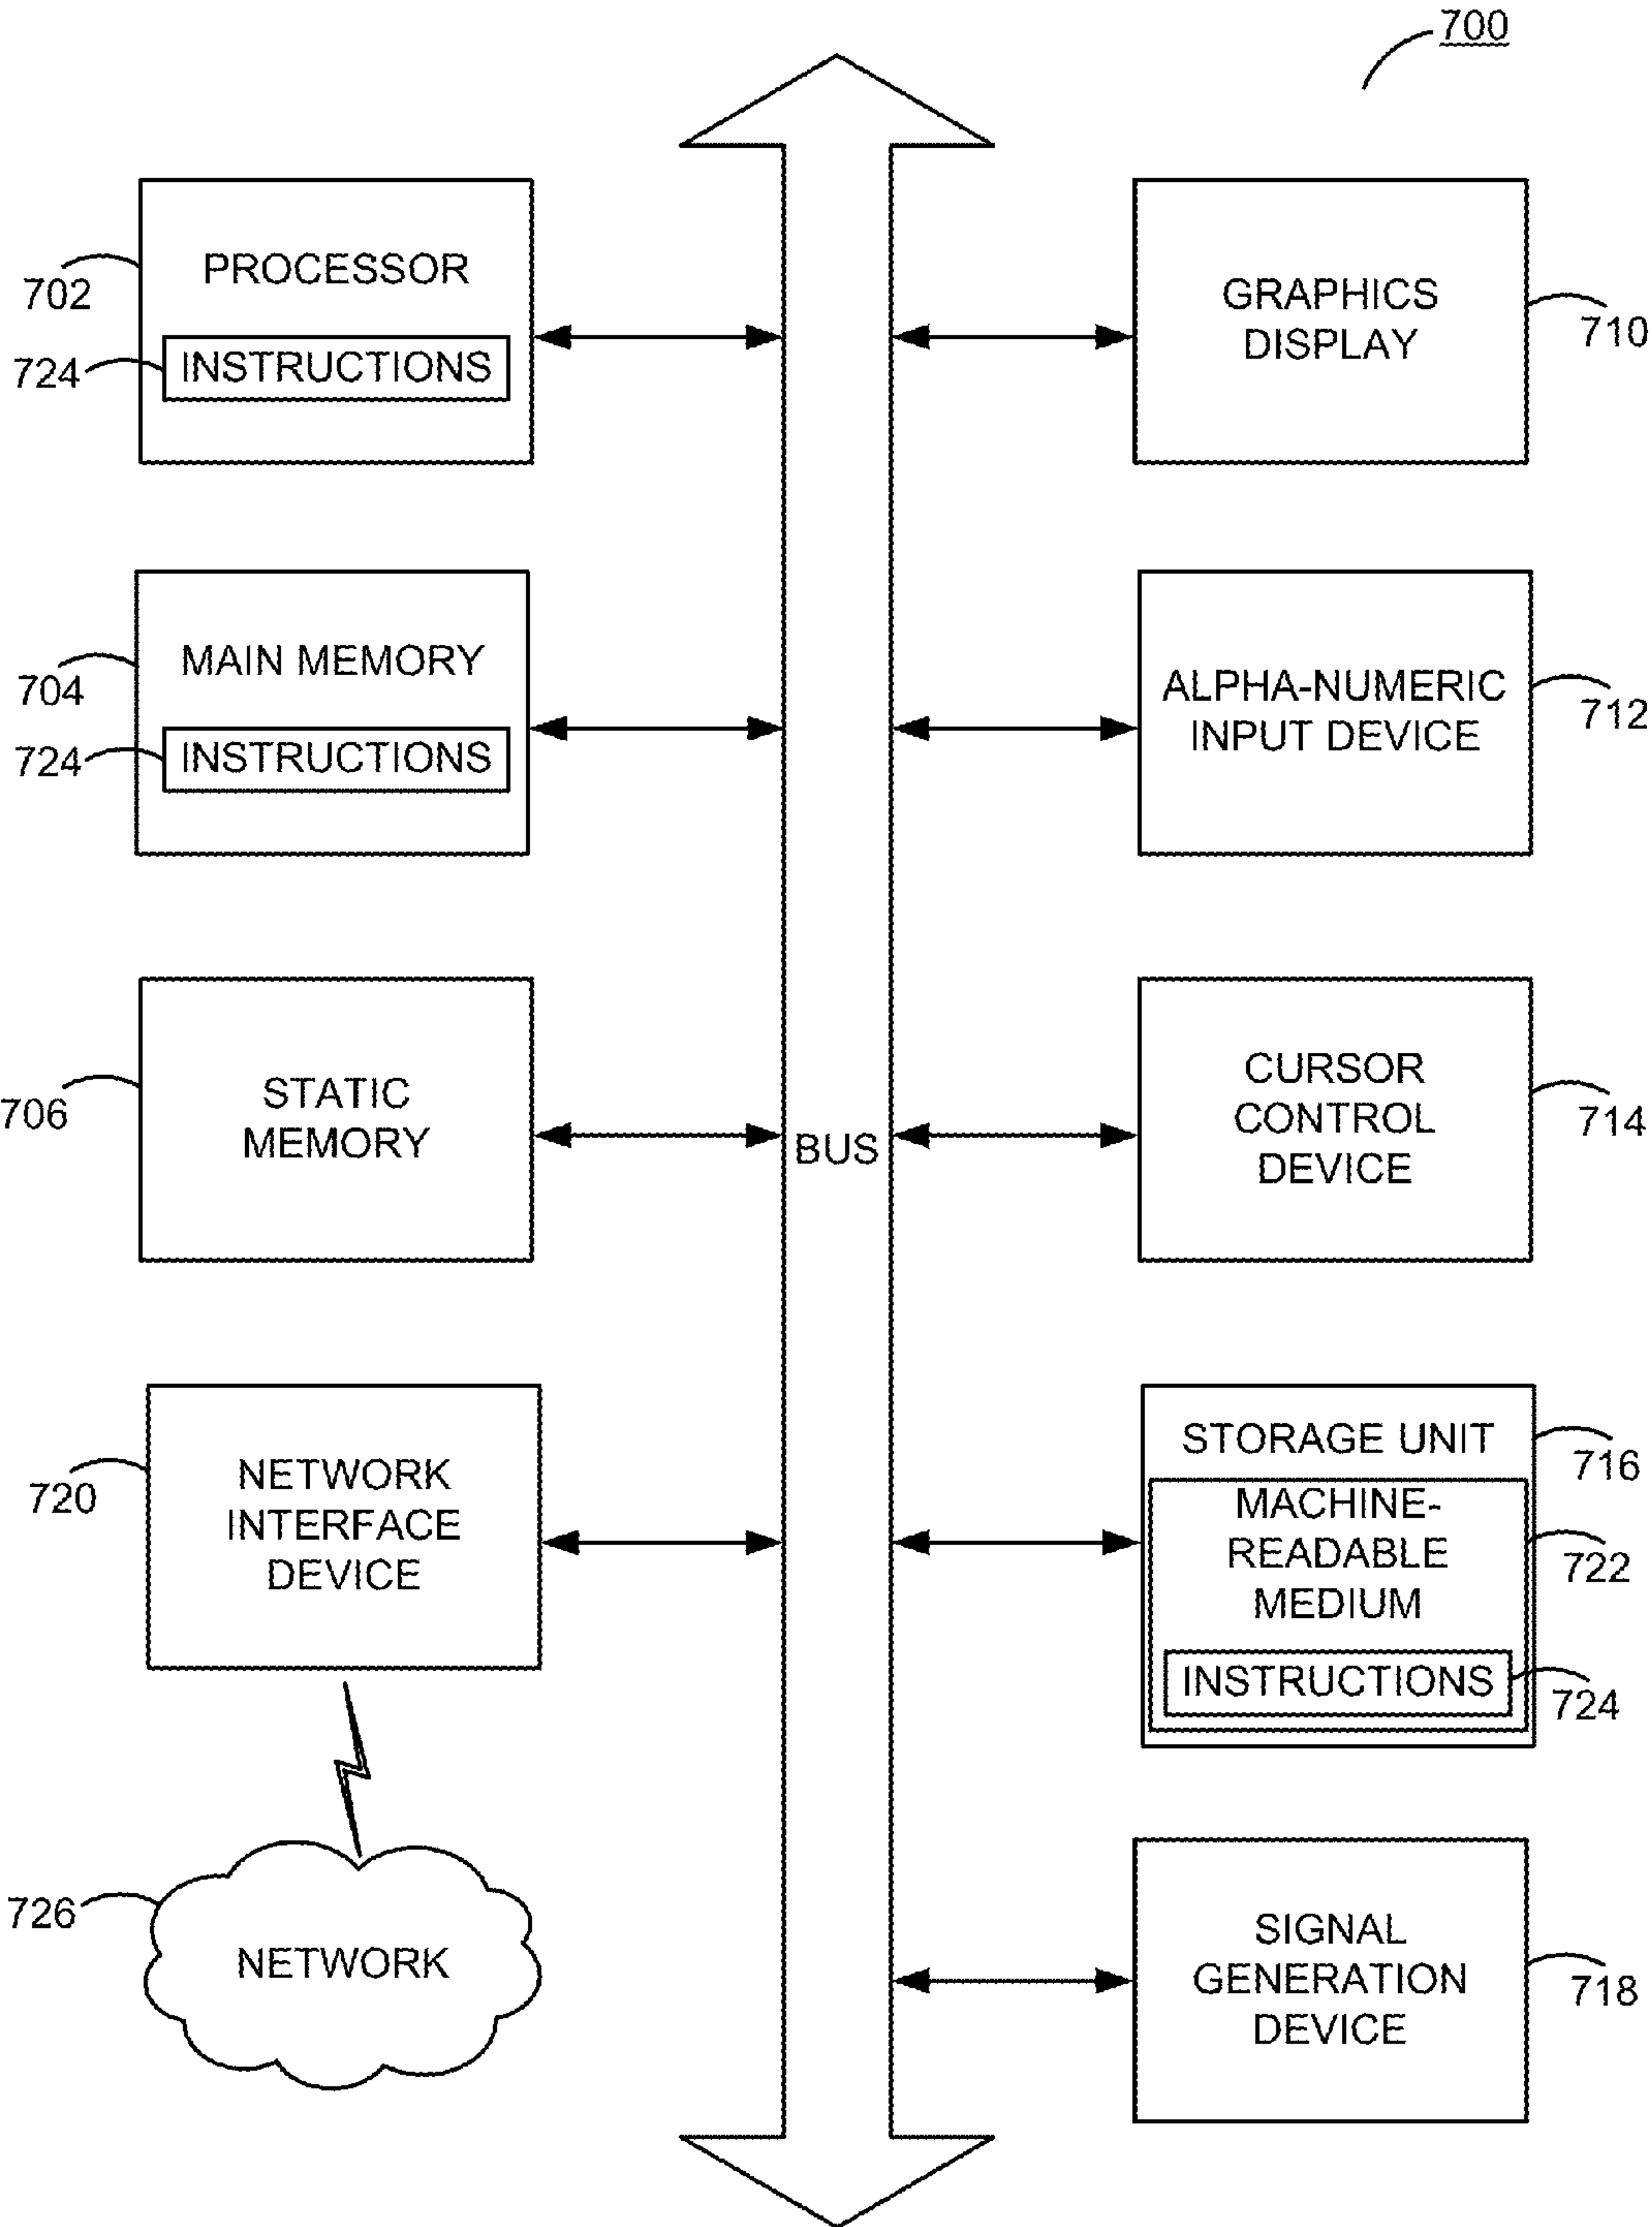 700
PROCESSOR
702
724
INSTRUCTIONS
MAIN MEMORY
704
724
INSTRUCTIONS
STATIC
MEMORY
706
NETWORK
INTERFACE
DEVICE
720
726
NETWORK
BUS
GRAPHICS
DISPLAY
710
ALPHA-NUMERIC
INPUT DEVICE
712
CURSOR
CONTROL
DEVICE
714
STORAGE UNIT
716
MACHINE-
READABLE
MEDIUM
722
INSTRUCTIONS
724
SIGNAL
GENERATION
DEVICE
718